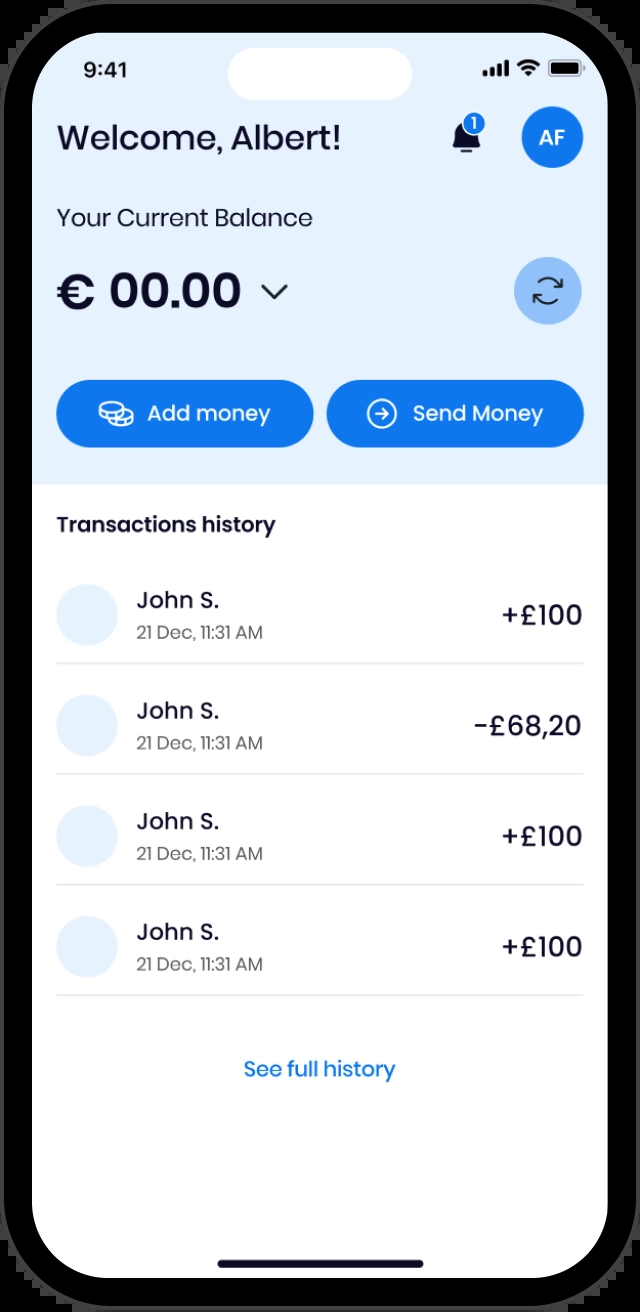 9:41
Welcome, Albert!
1
AF
Your Current Balance
€ 00.00
Add money
Send Money
Transactions history
John S.
21 Dec, 11:31 AM
+£100
John S.
21 Dec, 11:31 AM
-£68,20
John S.
21 Dec, 11:31 AM
+£100
John S.
21 Dec, 11:31 AM
+£100
See full history